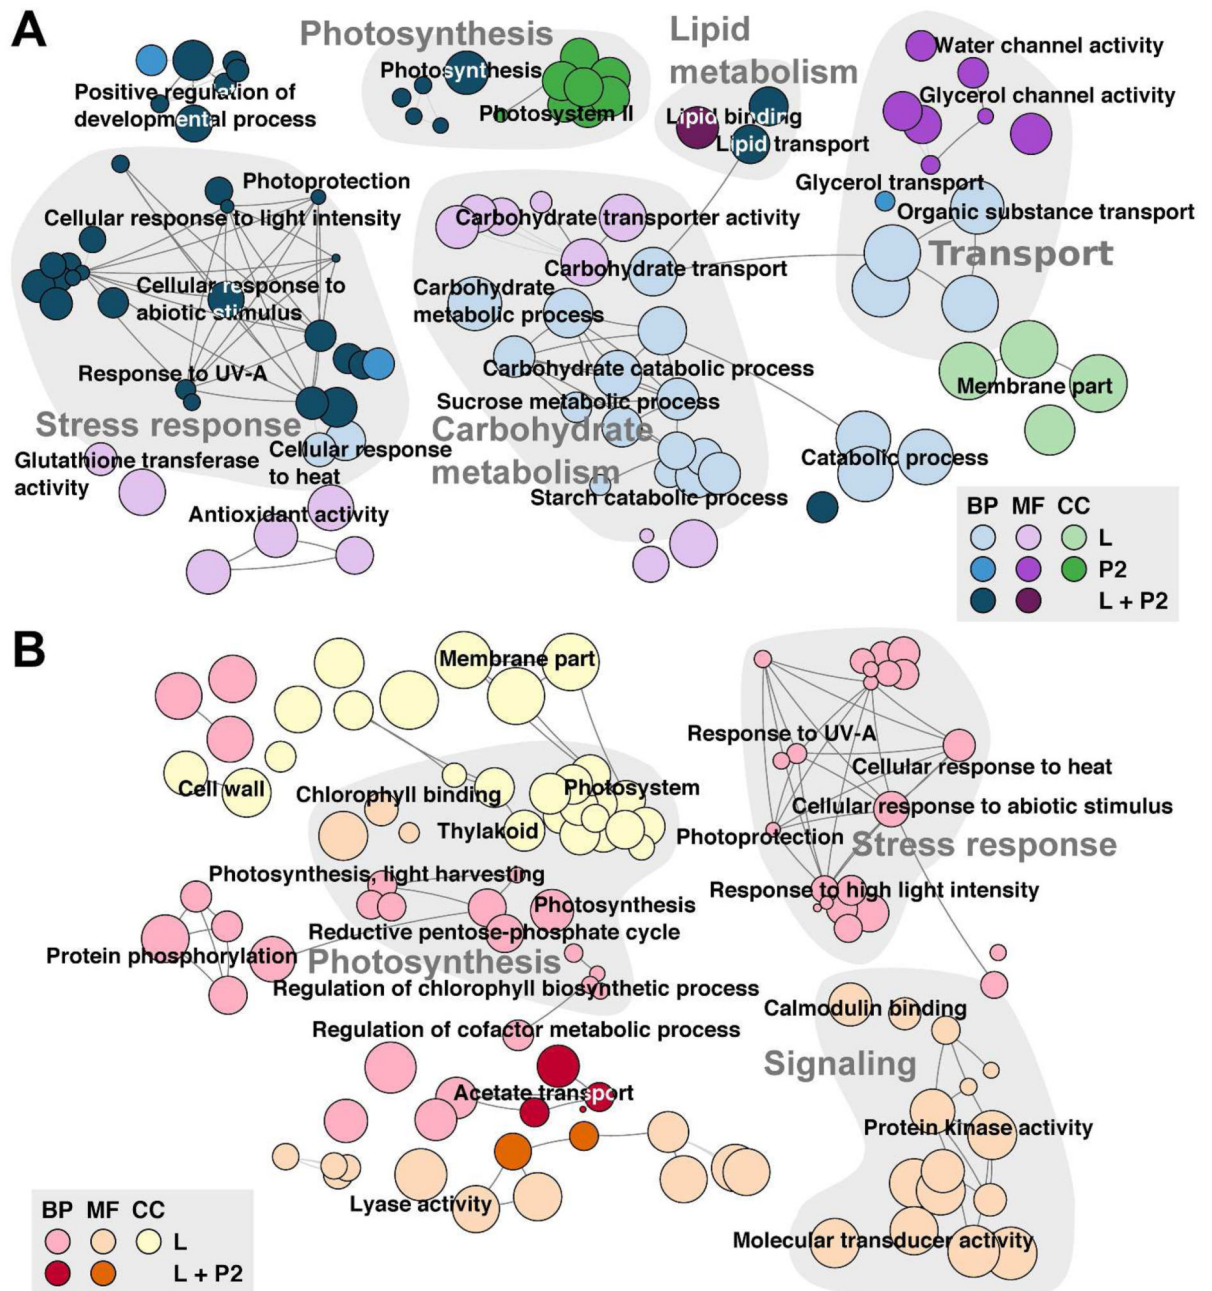 A
Photosynthesis
Lipid
metabolism
Water channel activity
Photosynthesis
Positive regulation of
developmental process
Photosystem II
Lipid binding
Lipid transport
Glycerol channel activity
Photoprotection
Glycerol transport
Cellular response to light intensity
Carbohydrate transporter activity
Organic substance transport
Transport
Carbohydrate transport
Cellular response to
abiotic stimulus
Carbohydrate
metabolic process
Response to UV-A
Carbohydrate catabolic process
Membrane part
Sucrose metabolic process
Stress response
Carbohydrate
metabolism
Glutathione transferase
activity
Cellular response
to heat
Catabolic process
Starch catabolic process
Antioxidant activity
BP MF CC
L
P2
L + P2
B
Membrane part
Response to UV-A
Cellular response to heat
Cell wall
Chlorophyll binding
Photosystem
Cellular response to abiotic stimulus
Thylakoid
Photoprotection
Stress response
Photosynthesis, light harvesting
Response to high light intensity
Photosynthesis
Reductive pentose-phosphate cycle
Protein phosphorylation
Photosynthesis
Regulation of chlorophyll biosynthetic process
Calmodulin binding
Regulation of cofactor metabolic process
Signaling
Acetate transport
Protein kinase activity
Lyase activity
Molecular transducer activity
BP MF CC
L
L + P2